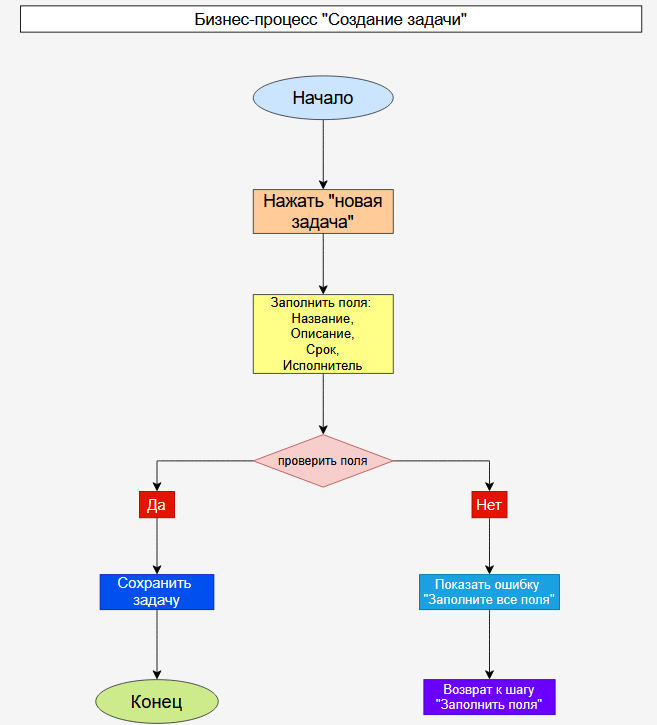 Бизнес-процесс "Создание задачи"
Начало
Нажать "новая
задача"
Заполнить поля:
Название,
Описание,
Срок,
Исполнитель
проверить поля
Да
Нет
Сохранить
задачу
Показать ошибку
"Заполните все поля"
Конец
Возврат к шагу
"Заполнить поля"